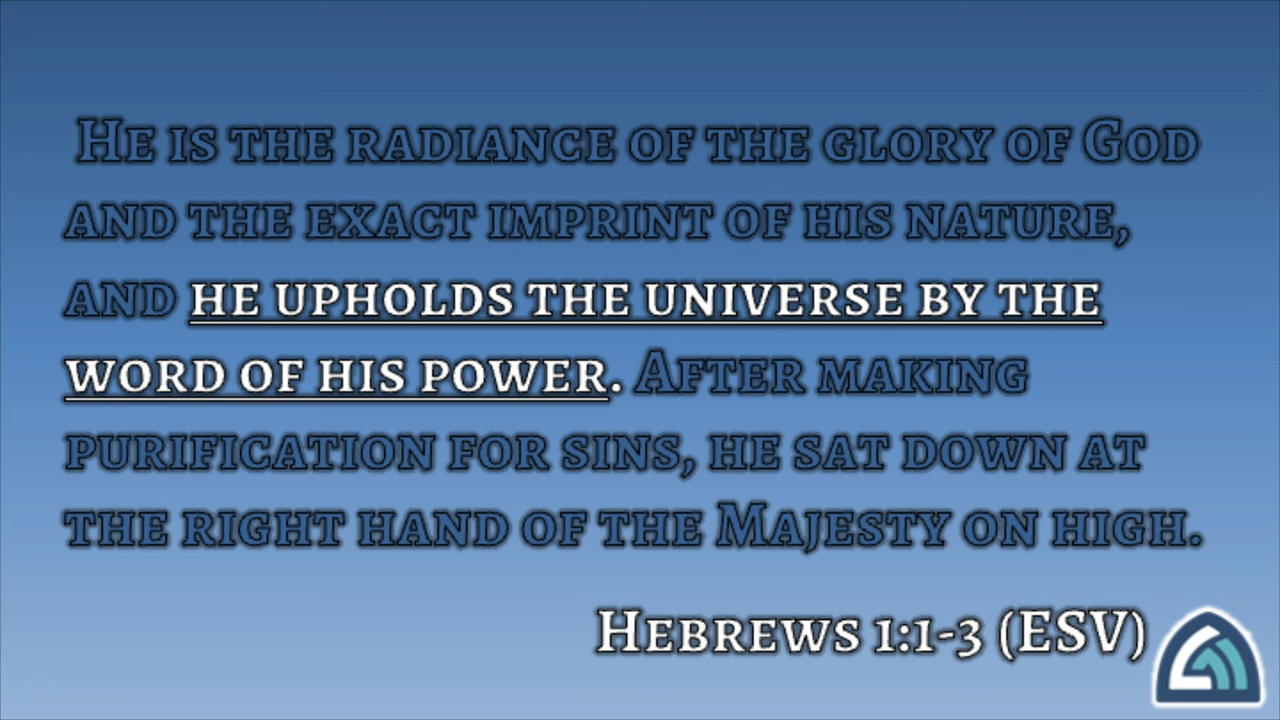 He is the radiance of the glory of God
and the exact imprint of his nature,
and he upholds the universe by the
word of his power. After making
purification for sins, he sat down at
the right hand of the Majesty on high.
Hebrews 1:1-3 (ESV)